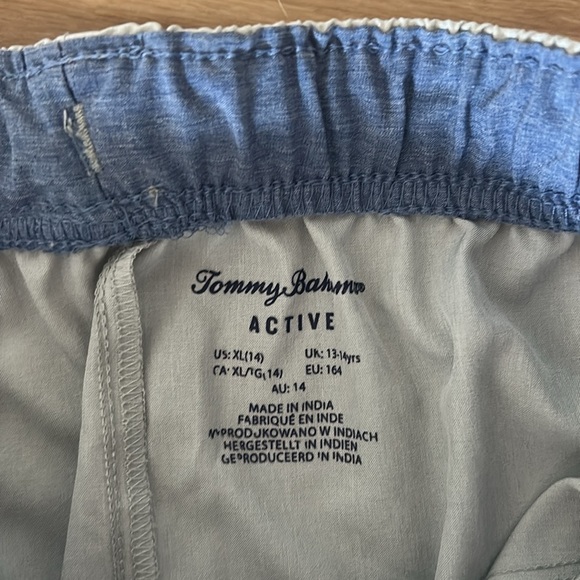 Tommy Bahama
ACTIVE
US: XL(14) UK: 13-14yrs
CA: XL/TG(14) EU: 164
AU: 14
MADE IN INDIA
FABRIQUÉ EN INDE
WYPRODUKOWANO W INDIACH
HERGESTELLT IN INDIEN
GEPRODUCEERD IN INDIA